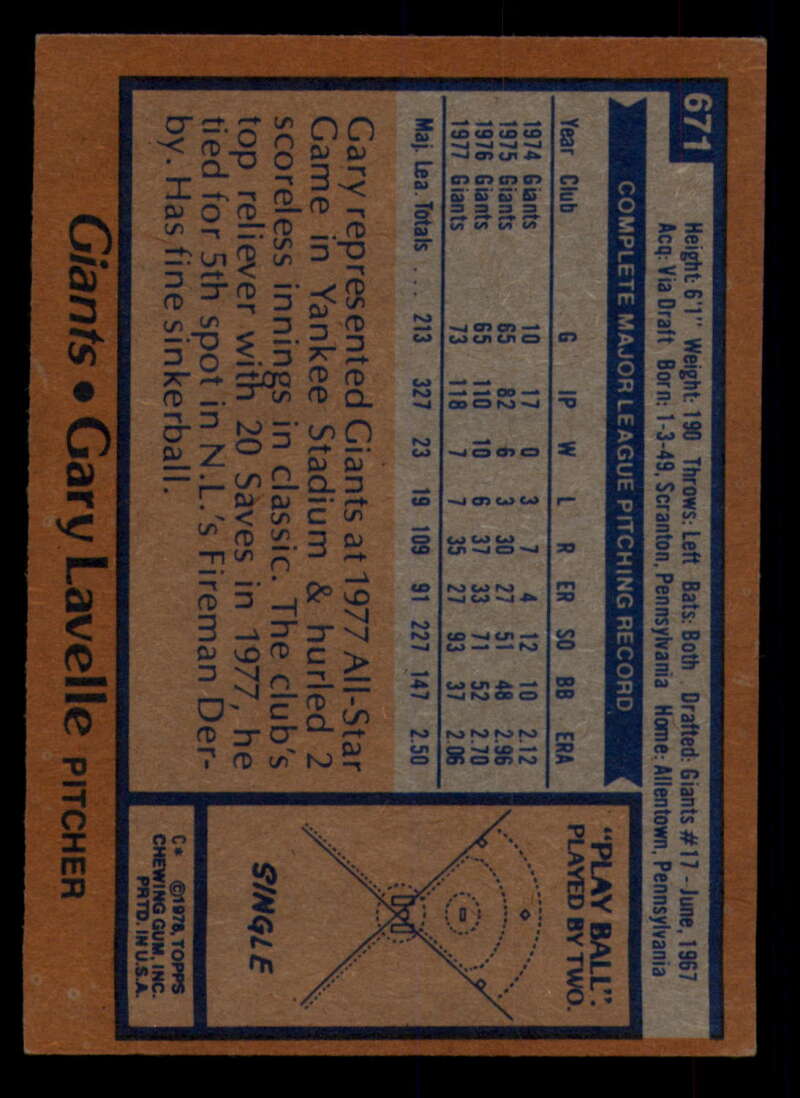 671
Height: 6'1" Weight: 190 Throws: Left Bats: Both Drafted: Giants #17-June, 1967
Acq: Via Draft Born: 1-3-49, Scranton, Pennsylvania Home: Allentown, Pennsylvania
COMPLETE MAJOR LEAGUE PITCHING RECORD
Year Club G IP W L R ER SO BB ERA
1974 Giants 10 17 0 3 7 4 12 10 2.12
1975 Giants 65 82 6 3 30 27 51 48 2.96
1976 Giants 65 110 10 6 37 33 71 52 2.70
1977 Giants 73 118 7 7 35 27 93 37 2.06
Maj. Lea. Totals ... 213 327 23 19 109 91 227 147 2.50
Gary represented Giants at 1977 All-Star
Game in Yankee Stadium & hurled 2
scoreless innings in classic. The club's
top reliever with 20 Saves in 1977, he
tied for 5th spot in N.L.'s Fireman Der-
by. Has fine sinkerball.
"PLAY BALL":
PLAYED BY TWO.
SINGLE
C* ©1978, TOPPS
CHEWING GUM, INC.
PRTD. IN U.S.A.
Giants • Gary Lavelle PITCHER